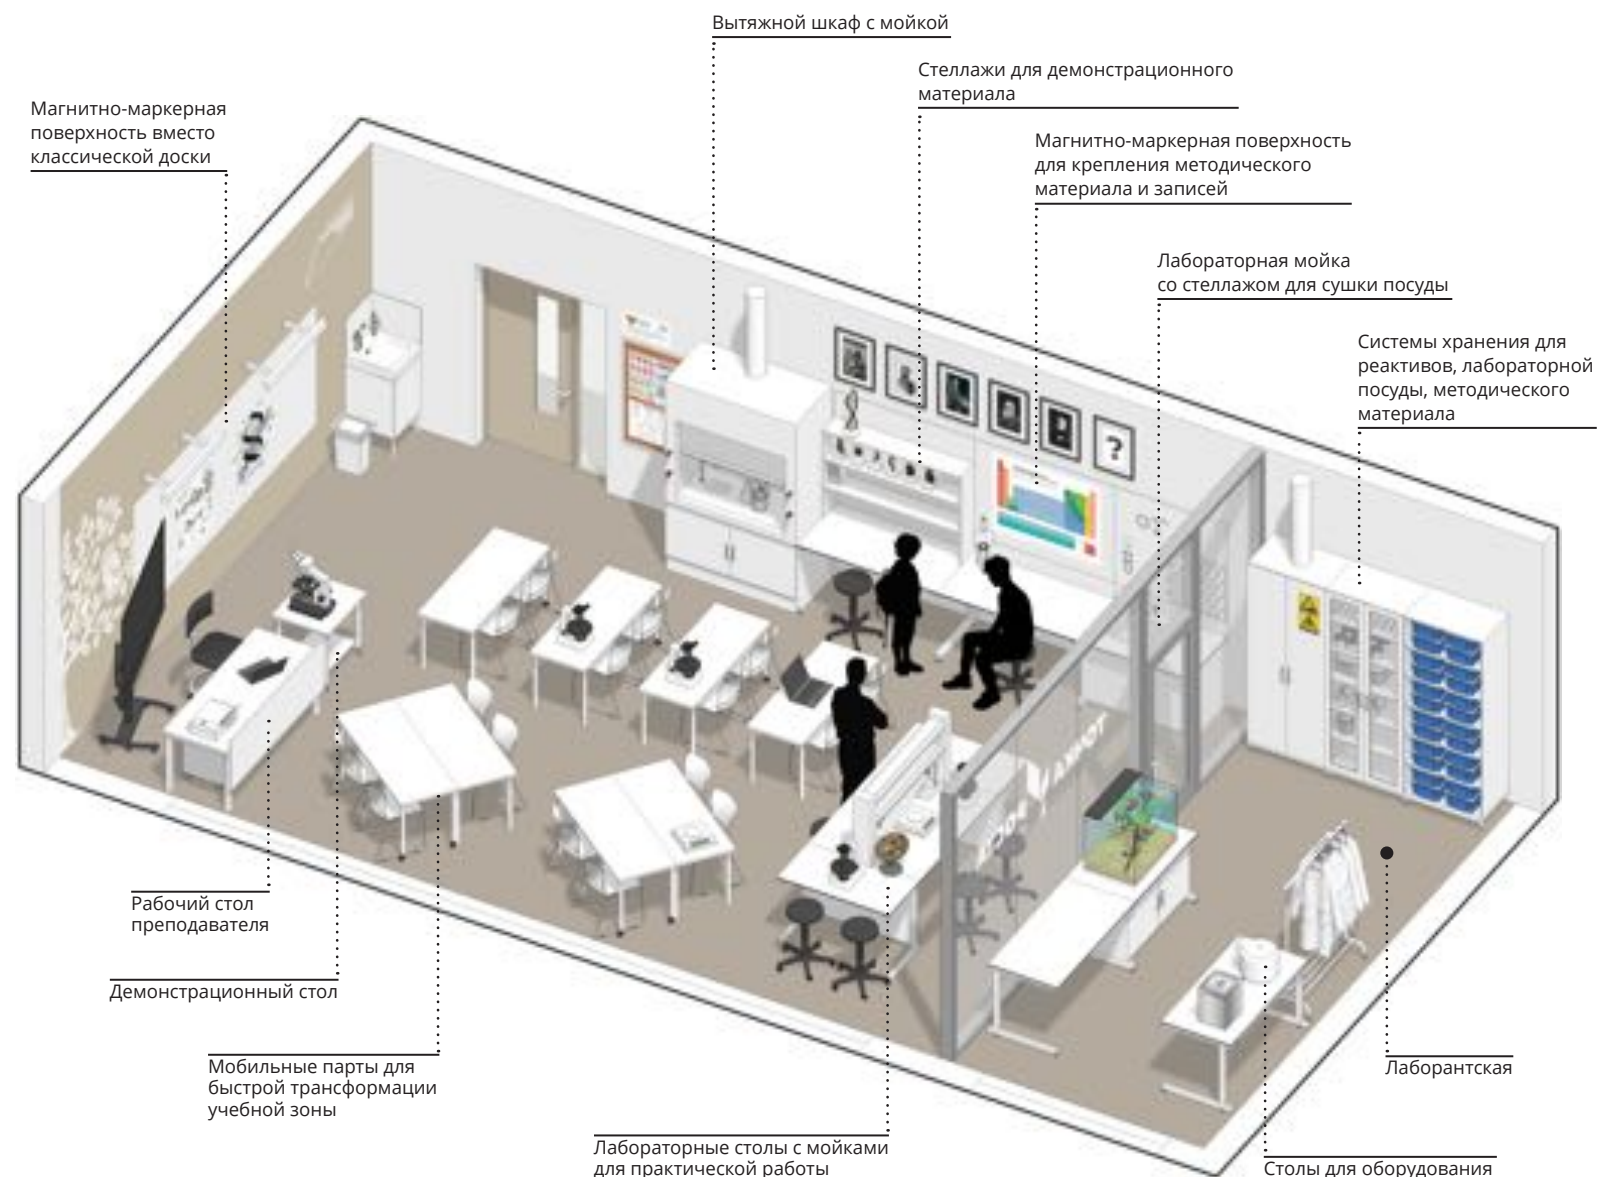 Вытяжной шкаф с мойкой
Стеллажи для демонстрационного
материала
Магнитно-маркерная
поверхность вместо
классической доски
Магнитно-маркерная поверхность
для крепления методического
материала и записей
Лабораторная мойка
со стеллажом для сушки посуды
Системы хранения для
реактивов, лабораторной
посуды, методического
материала
?
Рабочий стол
преподавателя
Демонстрационный стол
Мобильные парты для
быстрой трансформации
учебной зоны
Лабораторные столы с мойками
для практической работы
Лаборантская
Столы для оборудования